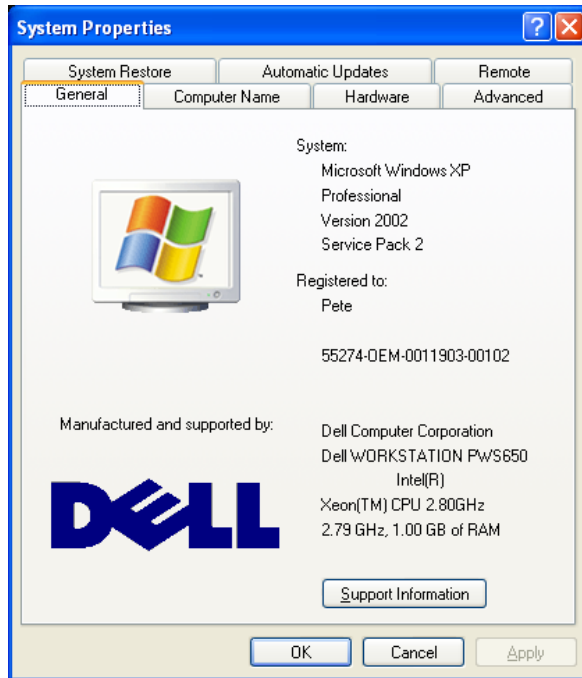 System Properties
System Restore
Automatic Updates
Remote
General
Computer Name
Hardware
Advanced
System:
Microsoft Windows XP
Professional
Version 2002
Service Pack 2
Registered to:
Pete
55274-OEM-0011903-00102
Manufactured and supported by:
DELL
Dell Computer Corporation
Dell WORKSTATION PWS650
Intel(R)
Xeon(TM) CPU 2.80GHz
2.79 GHz, 1.00 GB of RAM
Support Information
OK
Cancel
Apply